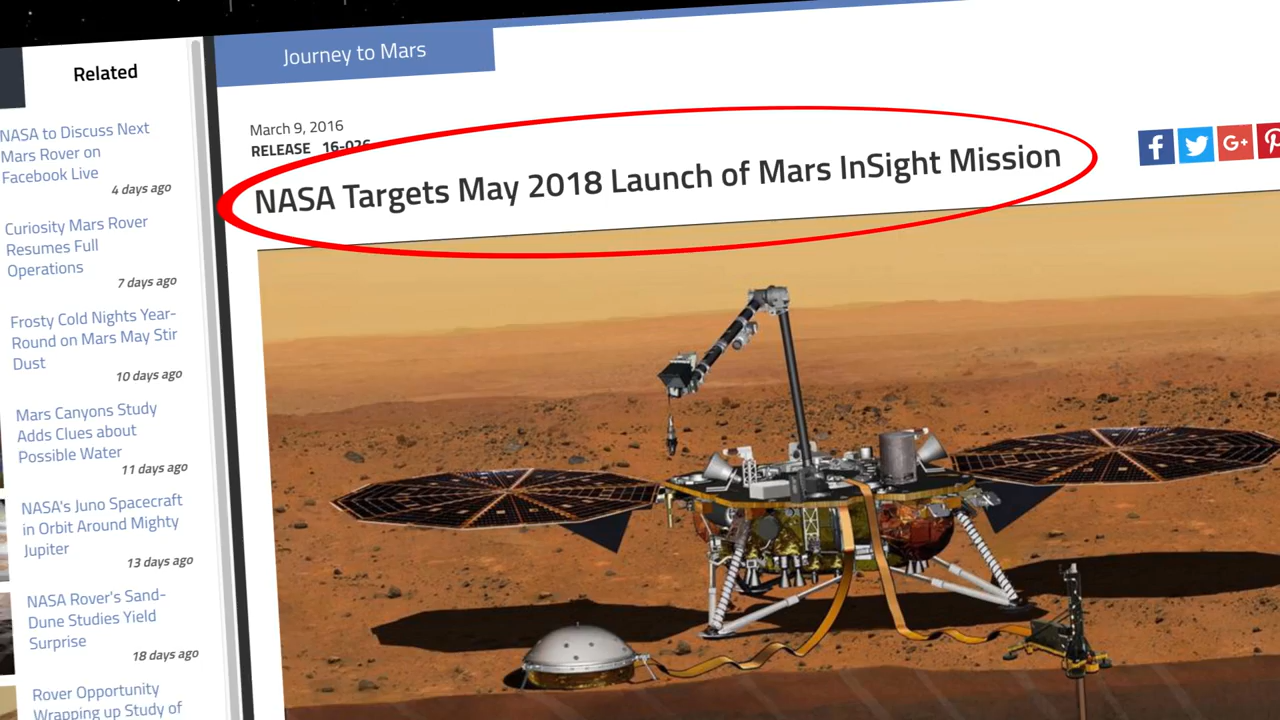 Related
NASA to Discuss Next
Mars Rover on
Facebook Live
4 days ago
Curiosity Mars Rover
Resumes Full
Operations
7 days ago
Frosty Cold Nights Year-
Round on Mars May Stir
Dust
10 days ago
Mars Canyons Study
Adds Clues about
Possible Water
11 days ago
NASA's Juno Spacecraft
in Orbit Around Mighty
Jupiter
13 days ago
NASA Rover's Sand-
Dune Studies Yield
Surprise
18 days ago
Rover Opportunity
Wrapping up Study of
Journey to Mars
March 9, 2016
RELEASE 16-026
NASA Targets May 2018 Launch of Mars InSight Mission
G+